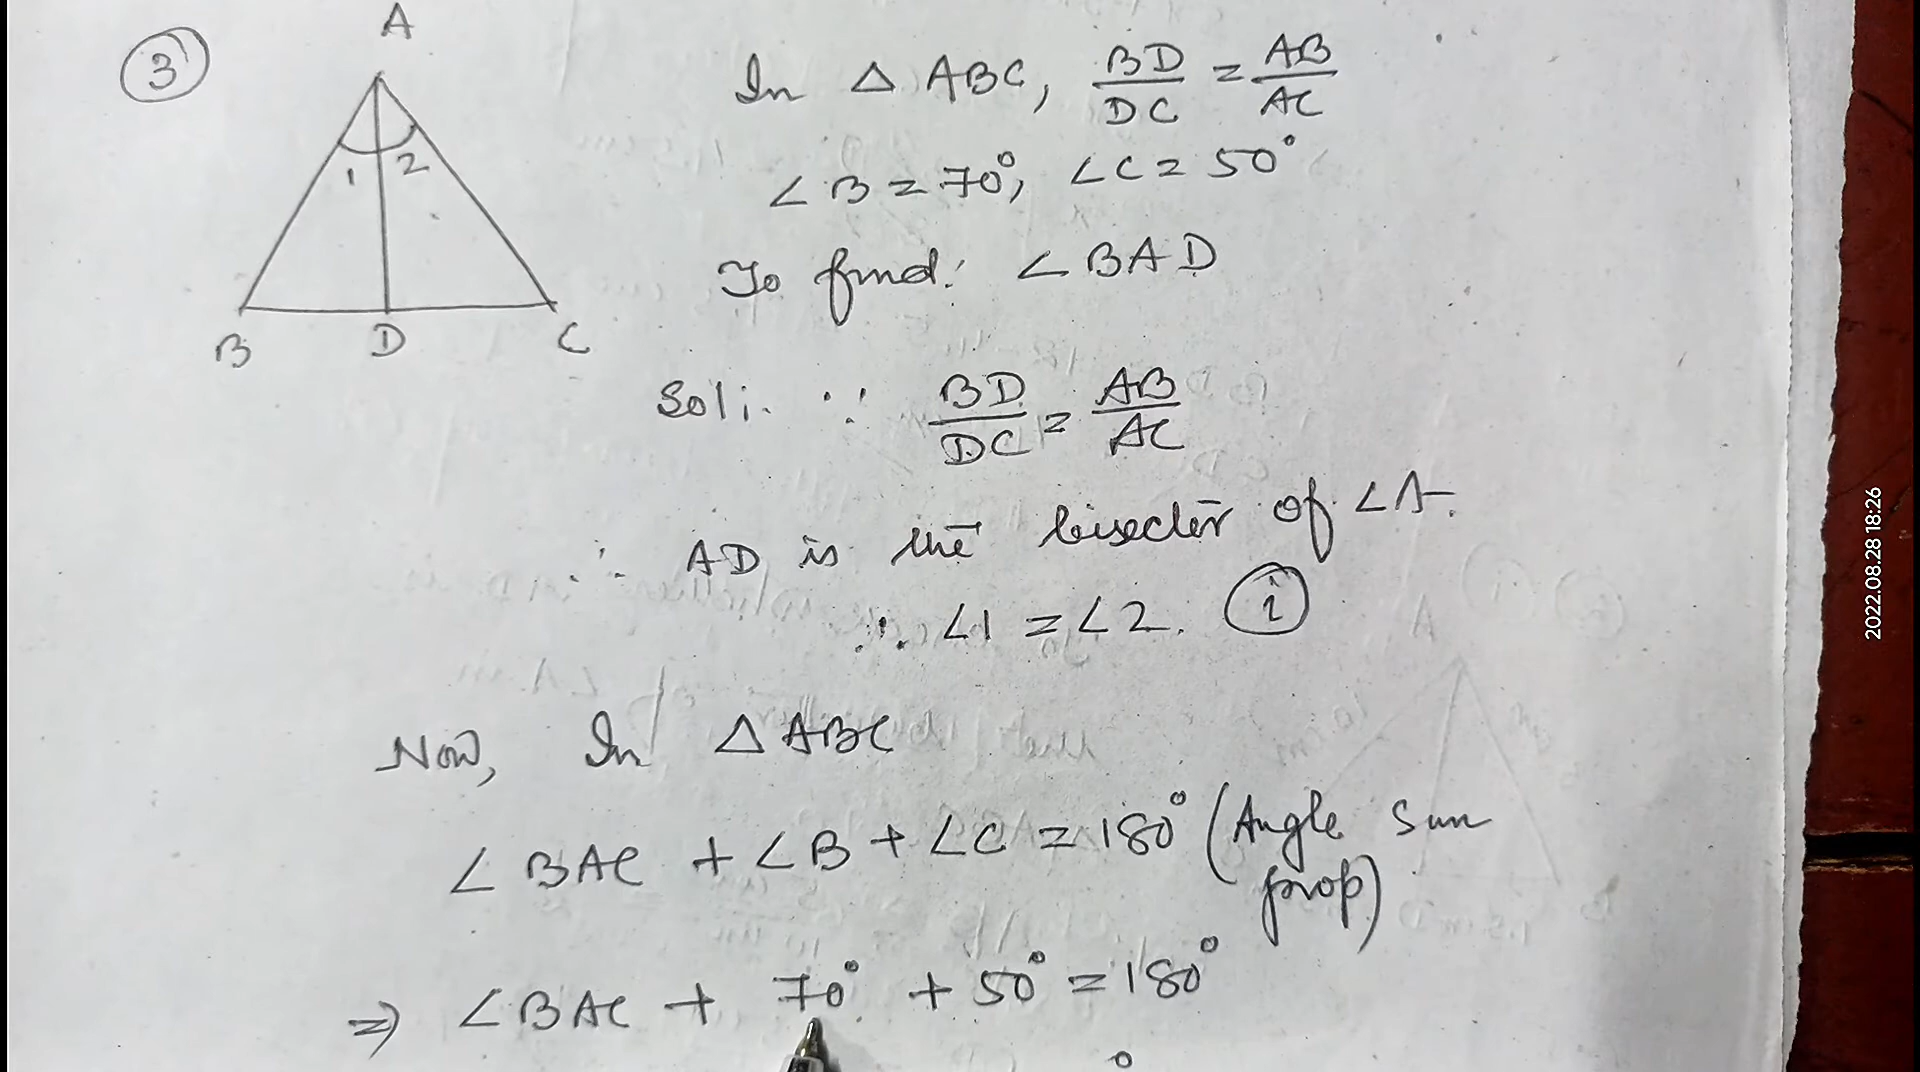 3
A
1 2
B D C
In △ ABC, BD/DC = AB/AC
∠B = 70°, ∠C = 50°
To find: ∠BAD
Sol:. ∵ BD/DC = AB/AC
∴ AD is the bisector of ∠A.
∴ ∠1 = ∠2. (i)
Now, In △ABC
∠BAC + ∠B + ∠C = 180° (Angle sum
prop)
⇒ ∠BAC + 70° + 50° = 180°
2022.08.28 18:26